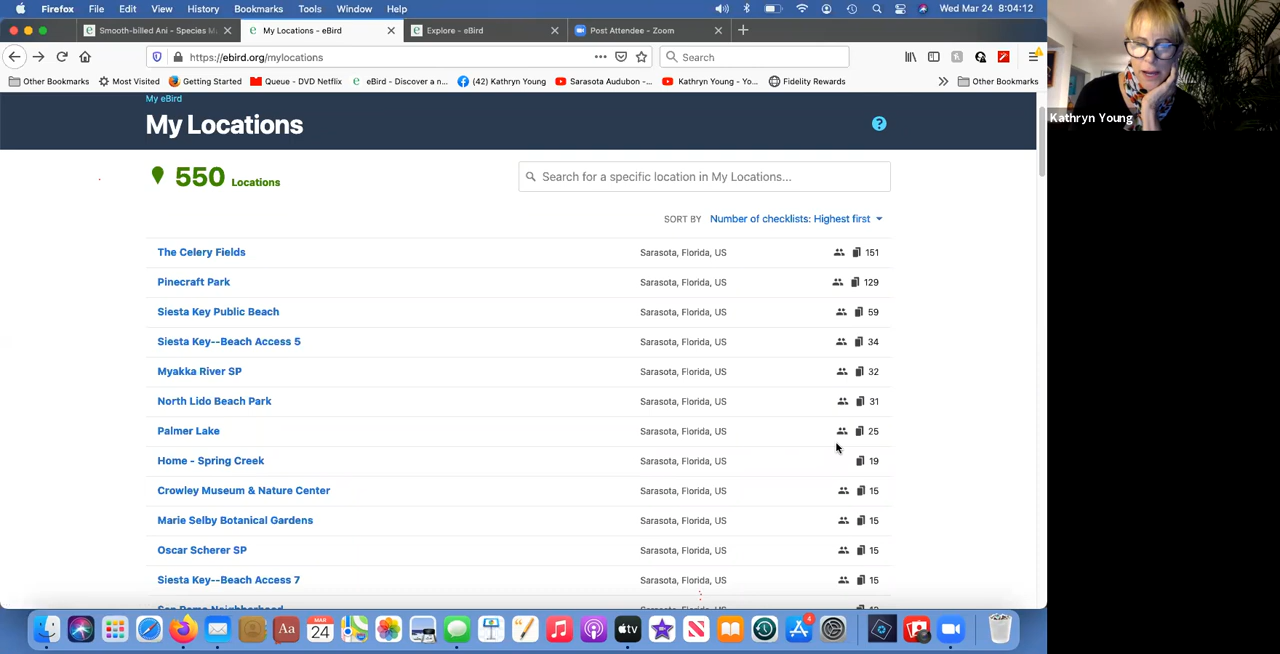 Firefox File Edit View History Bookmarks Tools Window Help Wed Mar 24 8:04:12
Smooth-billed Ani - Species M My Locations - eBird Explore - eBird Post Attendee - Zoom
https://ebird.org/mylocations Search
Other Bookmarks Most Visited Getting Started Queue - DVD Netflix eBird - Discover a n... (42) Kathryn Young Sarasota Audubon -... Kathryn Young - Yo... Fidelity Rewards Other Bookmarks
My eBird
My Locations
Kathryn Young
550 Locations
Search for a specific location in My Locations...
SORT BY Number of checklists: Highest first
The Celery Fields Sarasota, Florida, US 151
Pinecraft Park Sarasota, Florida, US 129
Siesta Key Public Beach Sarasota, Florida, US 59
Siesta Key--Beach Access 5 Sarasota, Florida, US 34
Myakka River SP Sarasota, Florida, US 32
North Lido Beach Park Sarasota, Florida, US 31
Palmer Lake Sarasota, Florida, US 25
Home - Spring Creek Sarasota, Florida, US 19
Crowley Museum & Nature Center Sarasota, Florida, US 15
Marie Selby Botanical Gardens Sarasota, Florida, US 15
Oscar Scherer SP Sarasota, Florida, US 15
Siesta Key--Beach Access 7 Sarasota, Florida, US 15
Sarasota, Florida, US
MAR
24
Aa
tv
4